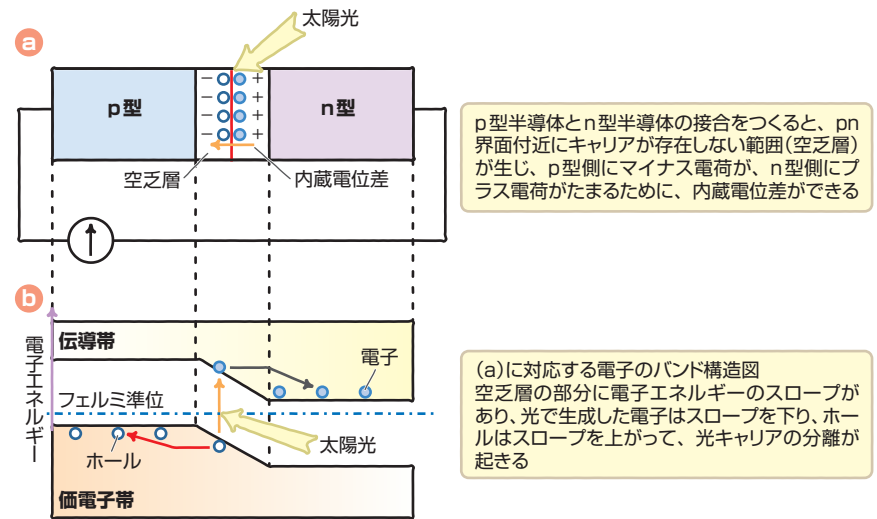 太陽光
a
p型
n型
− + − + − + − +
空乏層
内蔵電位差
p型半導体とn型半導体の接合をつくると、pn
界面付近にキャリアが存在しない範囲(空乏層)
が生じ、p型側にマイナス電荷が、n型側にプ
ラス電荷がたまるために、内蔵電位差ができる
b
電子エネルギー
伝導帯
電子
フェルミ準位
太陽光
ホール
価電子帯
(a)に対応する電子のバンド構造図
空乏層の部分に電子エネルギーのスロープが
あり、光で生成した電子はスロープを下り、ホー
ルはスロープを上がって、光キャリアの分離が
起きる